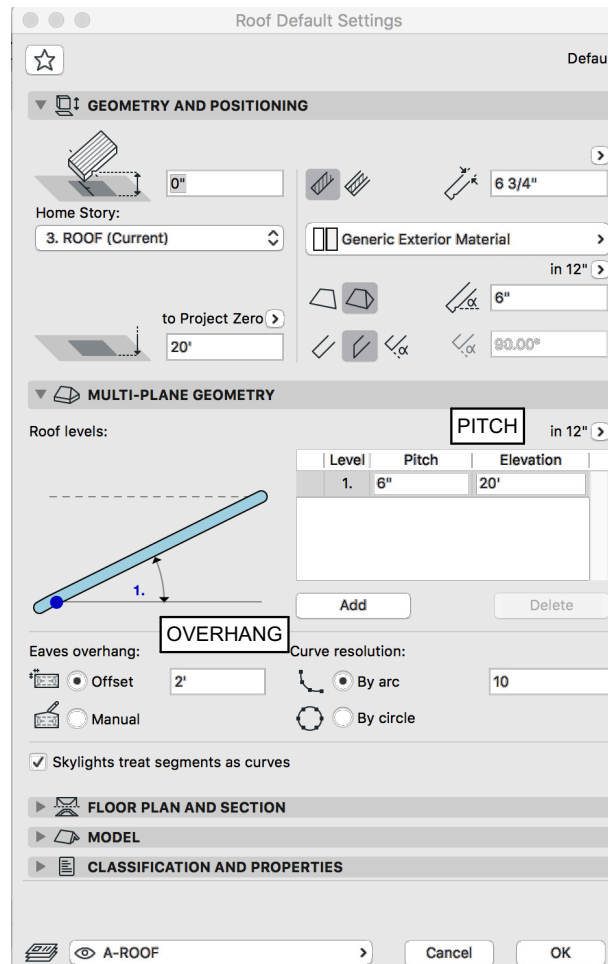 Roof Default Settings
Defau
GEOMETRY AND POSITIONING
0"
6 3/4"
Home Story:
3. ROOF (Current)
Generic Exterior Material
in 12"
α
6"
to Project Zero
20'
α
α
90.00°
MULTI-PLANE GEOMETRY
PITCH
Roof levels:
in 12"
Level Pitch Elevation
1. 6" 20'
1.
Add Delete
OVERHANG
Eaves overhang: Curve resolution:
Offset 2' By arc 10
Manual By circle
Skylights treat segments as curves
FLOOR PLAN AND SECTION
MODEL
CLASSIFICATION AND PROPERTIES
A-ROOF Cancel OK